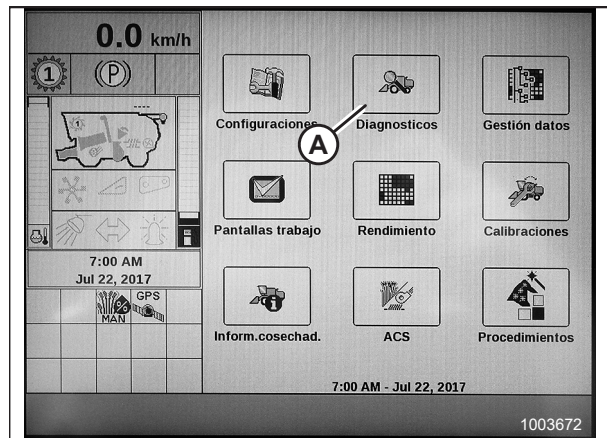 0.0 km/h
1
(P)
Configuraciones
Diagnosticos
Gestión datos
A
1
Pantallas trabajo
Rendimiento
Calibraciones
7:00 AM
Jul 22, 2017
MAN
%
GPS
Inform.cosechad.
ACS
Procedimientos
7:00 AM - Jul 22, 2017
1003672